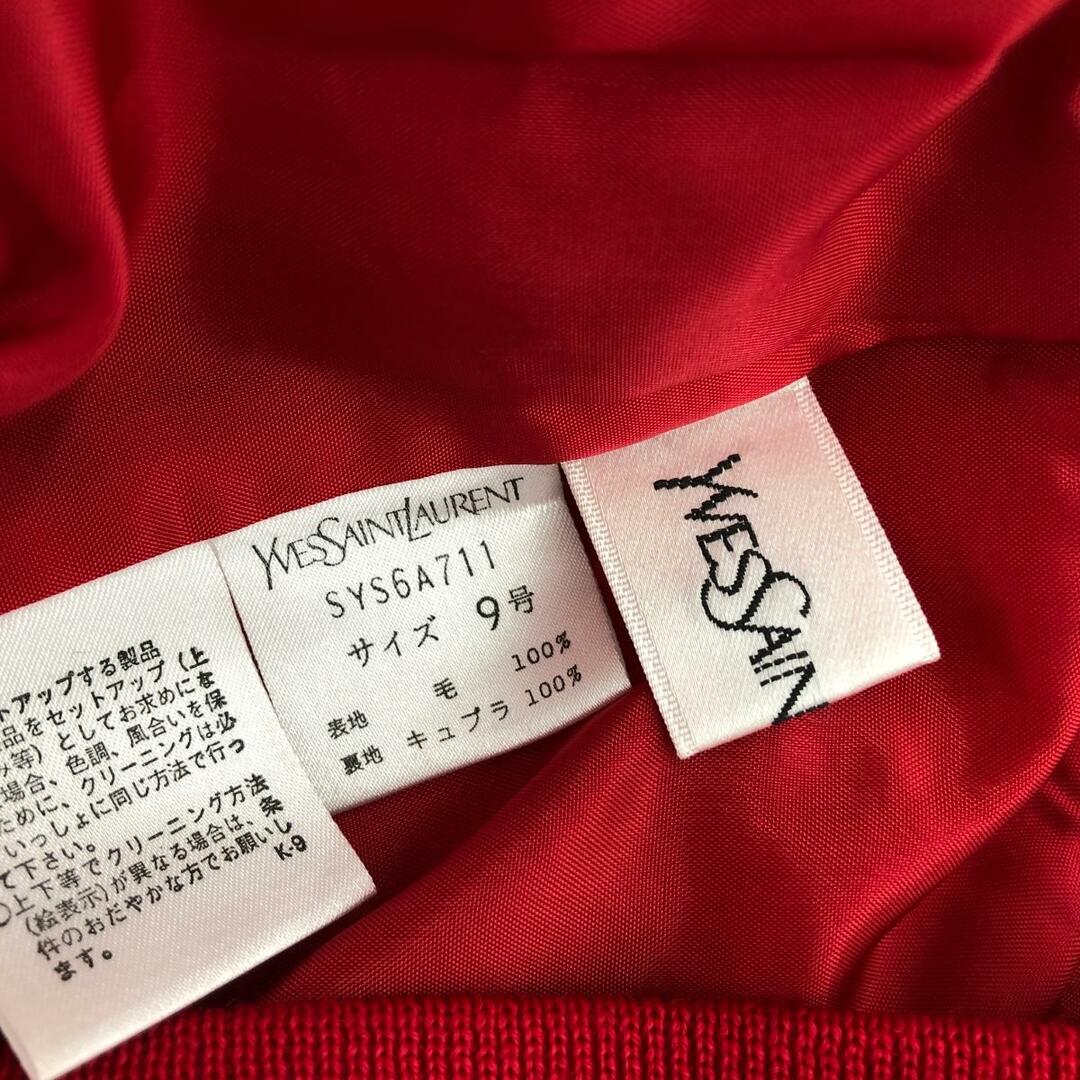 YVESSAINTLAURENT
SYS6A711
サイズ 9号
表地 毛 100%
裏地 キュプラ 100%
YVESSAIN
トアップする製品
品をセットアップ(上
み等)としてお求めに
場合、色調、風合いを保
ために、クリーニングは必
いっしょに同じ方法で行っ
て下さい。
○上下等でクリーニング方法
(絵表示)が異なる場合は、条
件のおだやかな方でお願いし
ます。
K-9